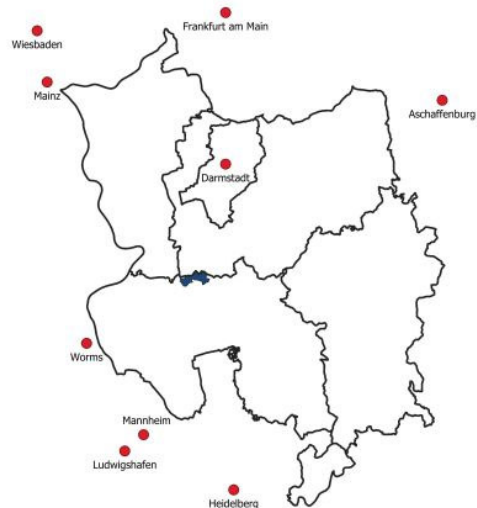 Frankfurt am Main
Wiesbaden
Mainz
Aschaffenburg
Darmstadt
Worms
Mannheim
Ludwigshafen
Heidelberg